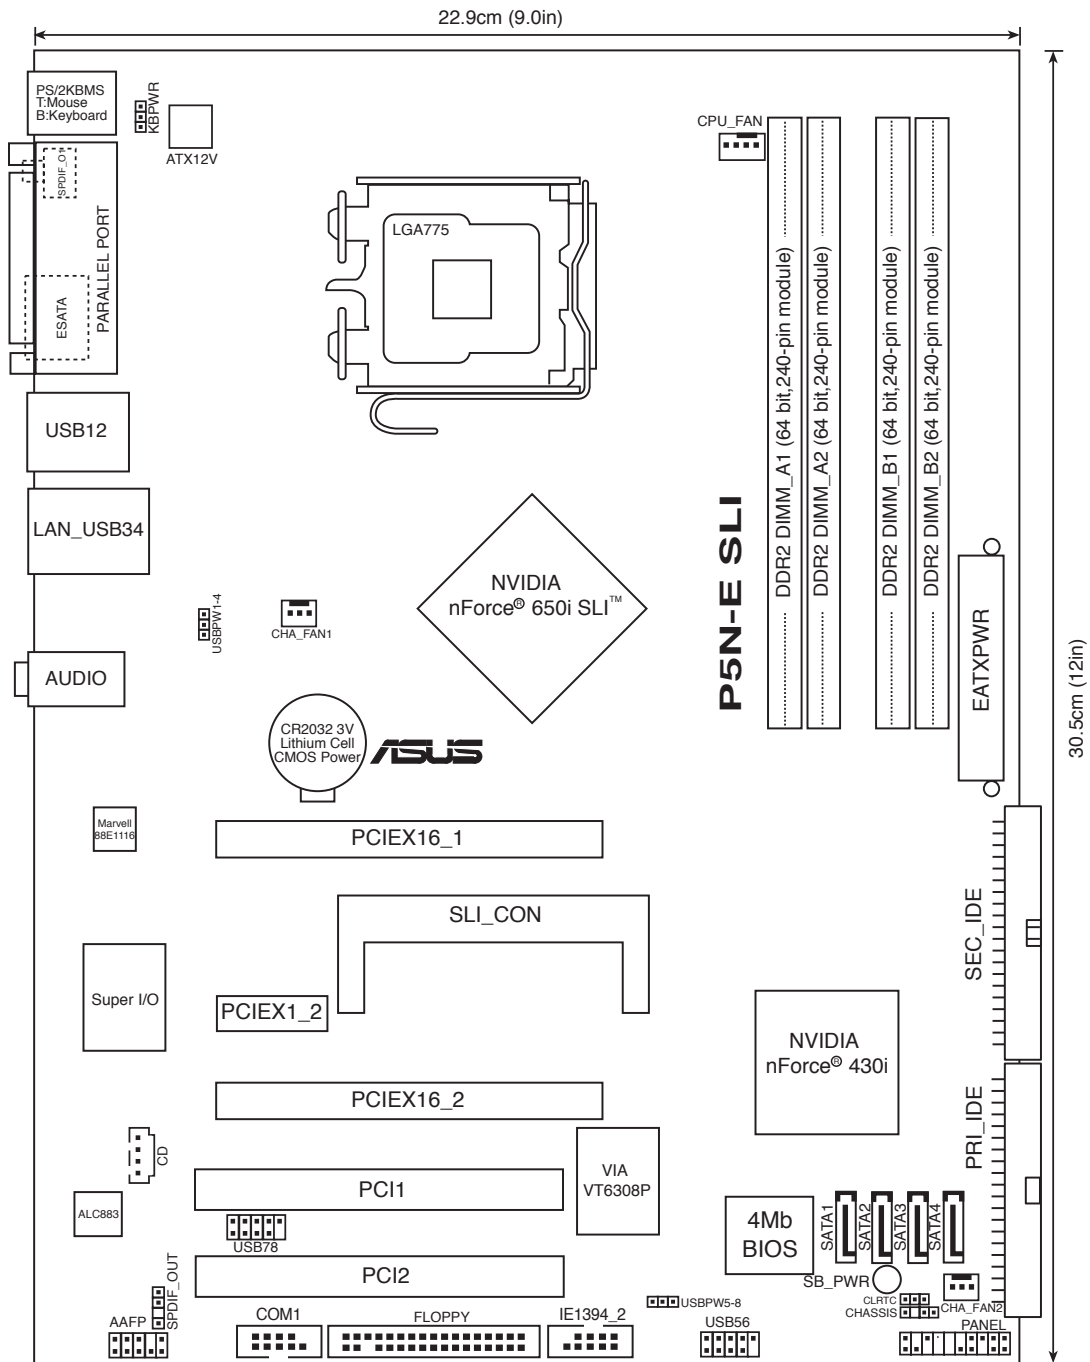 22.9cm (9.0in)
PS/2KBMS
T:Mouse
B:Keyboard
KBPWR
ATX12V
CPU_FAN
SPDIF_O1
PARALLEL PORT
ESATA
LGA775
DDR2 DIMM_A1 (64 bit,240-pin module)
DDR2 DIMM_A2 (64 bit,240-pin module)
DDR2 DIMM_B1 (64 bit,240-pin module)
DDR2 DIMM_B2 (64 bit,240-pin module)
USB12
LAN_USB34
NVIDIA
nForce® 650i SLI™
P5N-E SLI
USBPW1-4
CHA_FAN1
EATXPWR
30.5cm (12in)
AUDIO
CR2032 3V
Lithium Cell
CMOS Power
ASUS
Marvell
88E1116
PCIEX16_1
SLI_CON
SEC_IDE
Super I/O
PCIEX1_2
NVIDIA
nForce® 430i
PCIEX16_2
PRI_IDE
CD
PCI1
VIA
VT6308P
ALC883
USB78
4Mb
BIOS
SATA1
SATA2
SATA3
SATA4
SPDIF_OUT
PCI2
SB_PWR
CLRTC
CHASSIS
CHA_FAN2
AAFP
COM1
FLOPPY
IE1394_2
USBPW5-8
USB56
PANEL